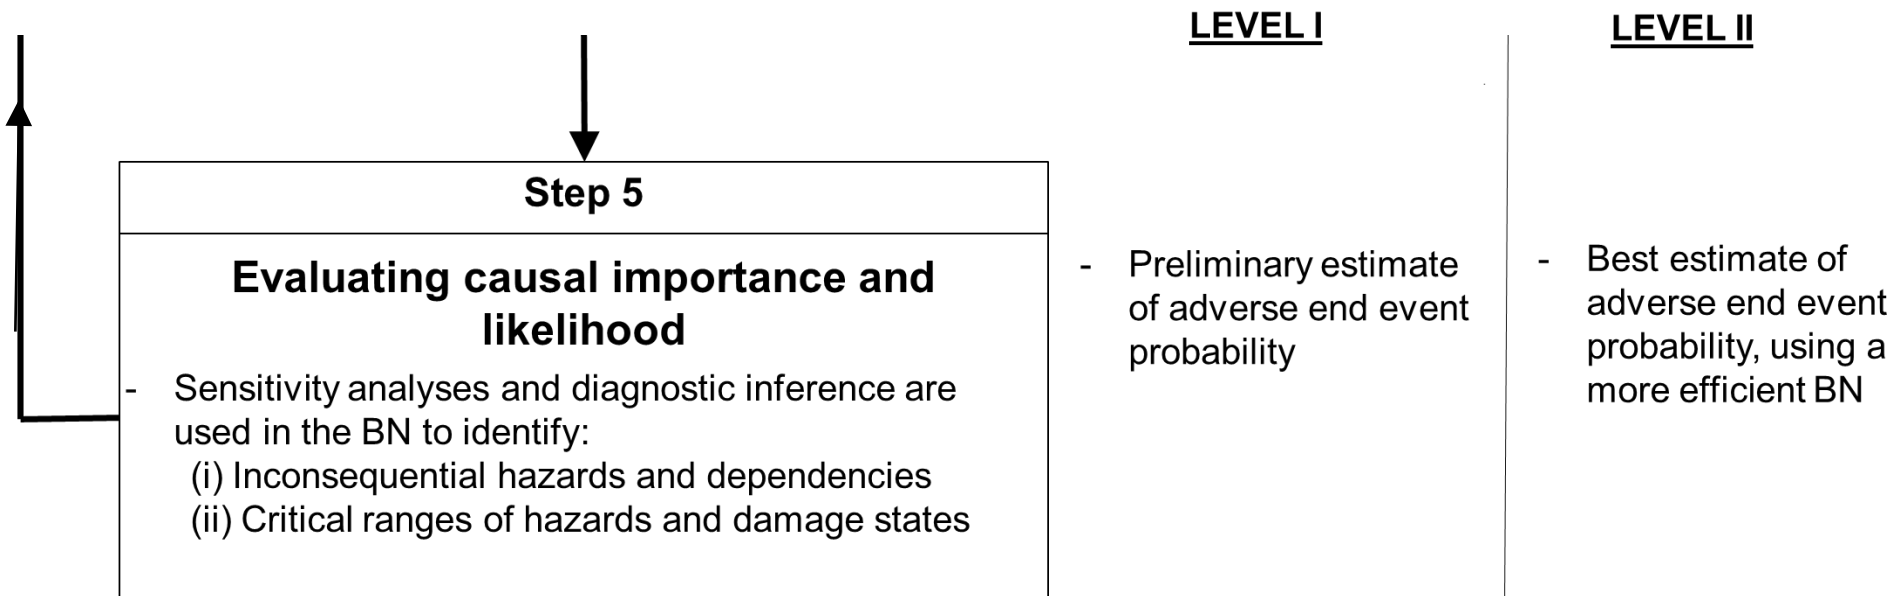 LEVEL I
LEVEL II
Step 5
Evaluating causal importance and
likelihood
- Sensitivity analyses and diagnostic inference are
used in the BN to identify:
(i) Inconsequential hazards and dependencies
(ii) Critical ranges of hazards and damage states
- Preliminary estimate
of adverse end event
probability
- Best estimate of
adverse end event
probability, using a
more efficient BN